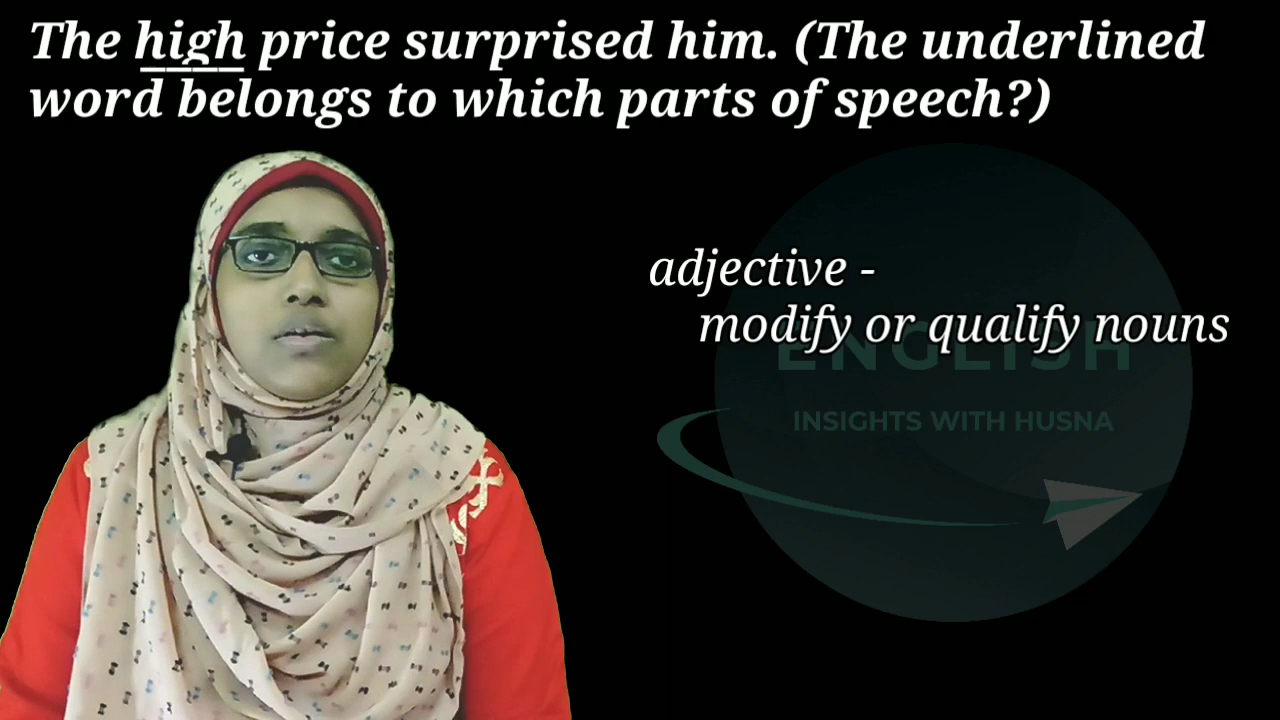 The high price surprised him. (The underlined
word belongs to which parts of speech?)
adjective -
modify or qualify nouns
ENGLISH
INSIGHTS WITH HUSNA